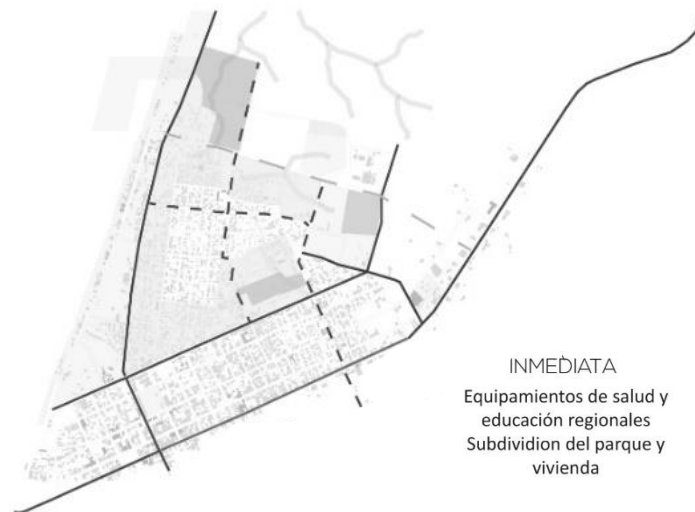 INMEDIATA
Equipamientos de salud y
educación regionales
Subdividion del parque y
vivienda